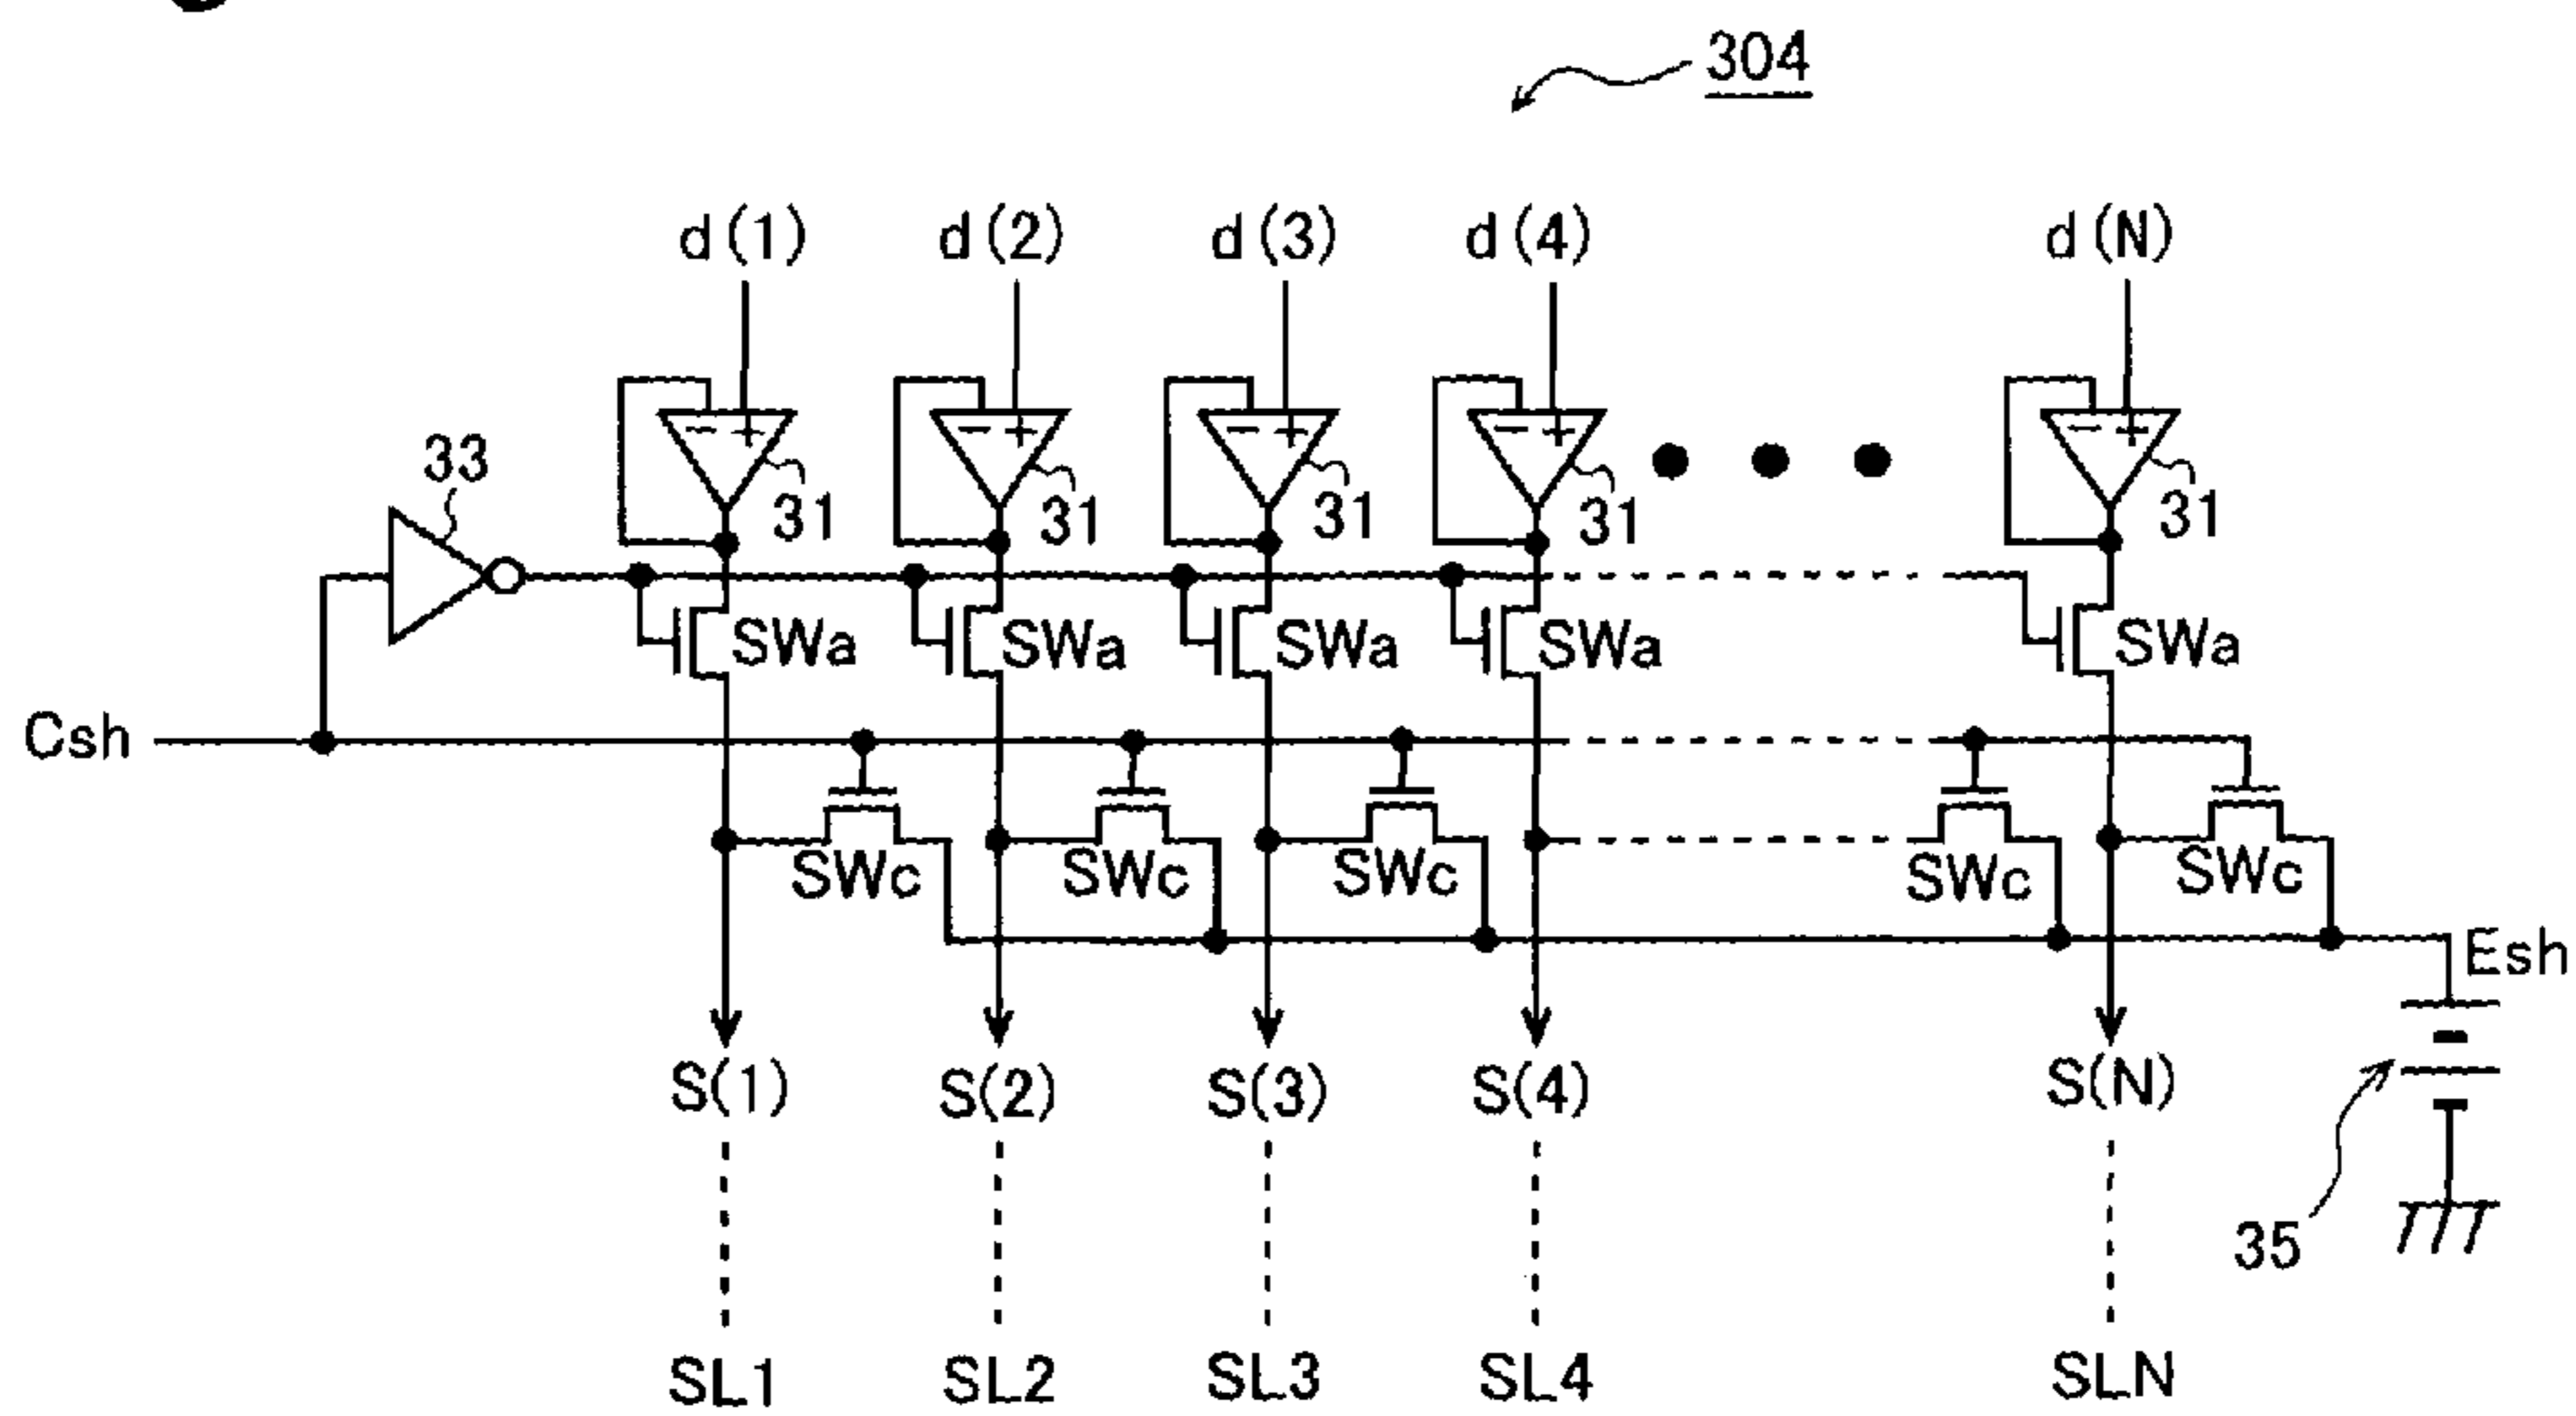 304
d(1) d(2) d(3) d(4) d(N)
33
- + - + - + - + - +
31 31 31 31 31
SWa SWa SWa SWa SWa
Csh
SWc SWc SWc SWc SWc
Esh
S(1) S(2) S(3) S(4) S(N)
35
SL1 SL2 SL3 SL4 SLN